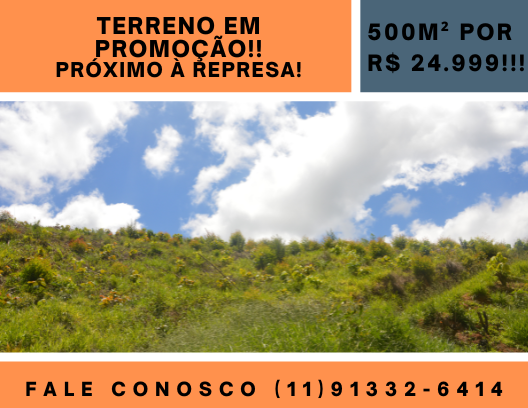 TERRENO EM
PROMOÇÃO!!
PRÓXIMO À REPRESA!
500M² POR
R$ 24.999!!!
FALE CONOSCO (11)91332-6414